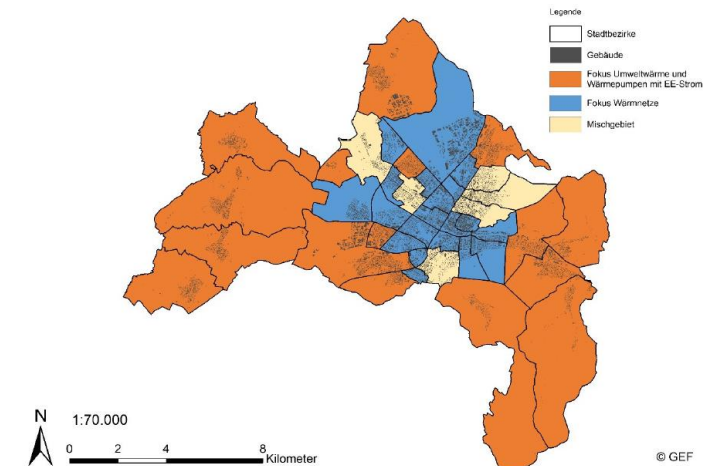 Legende
Stadtbezirke
Gebäude
Fokus Umweltwärme und
Wärmepumpen mit EE-Strom
Fokus Wärmnetze
Mischgebiet
N
1:70.000
0 2 4 8
Kilometer
© GEF